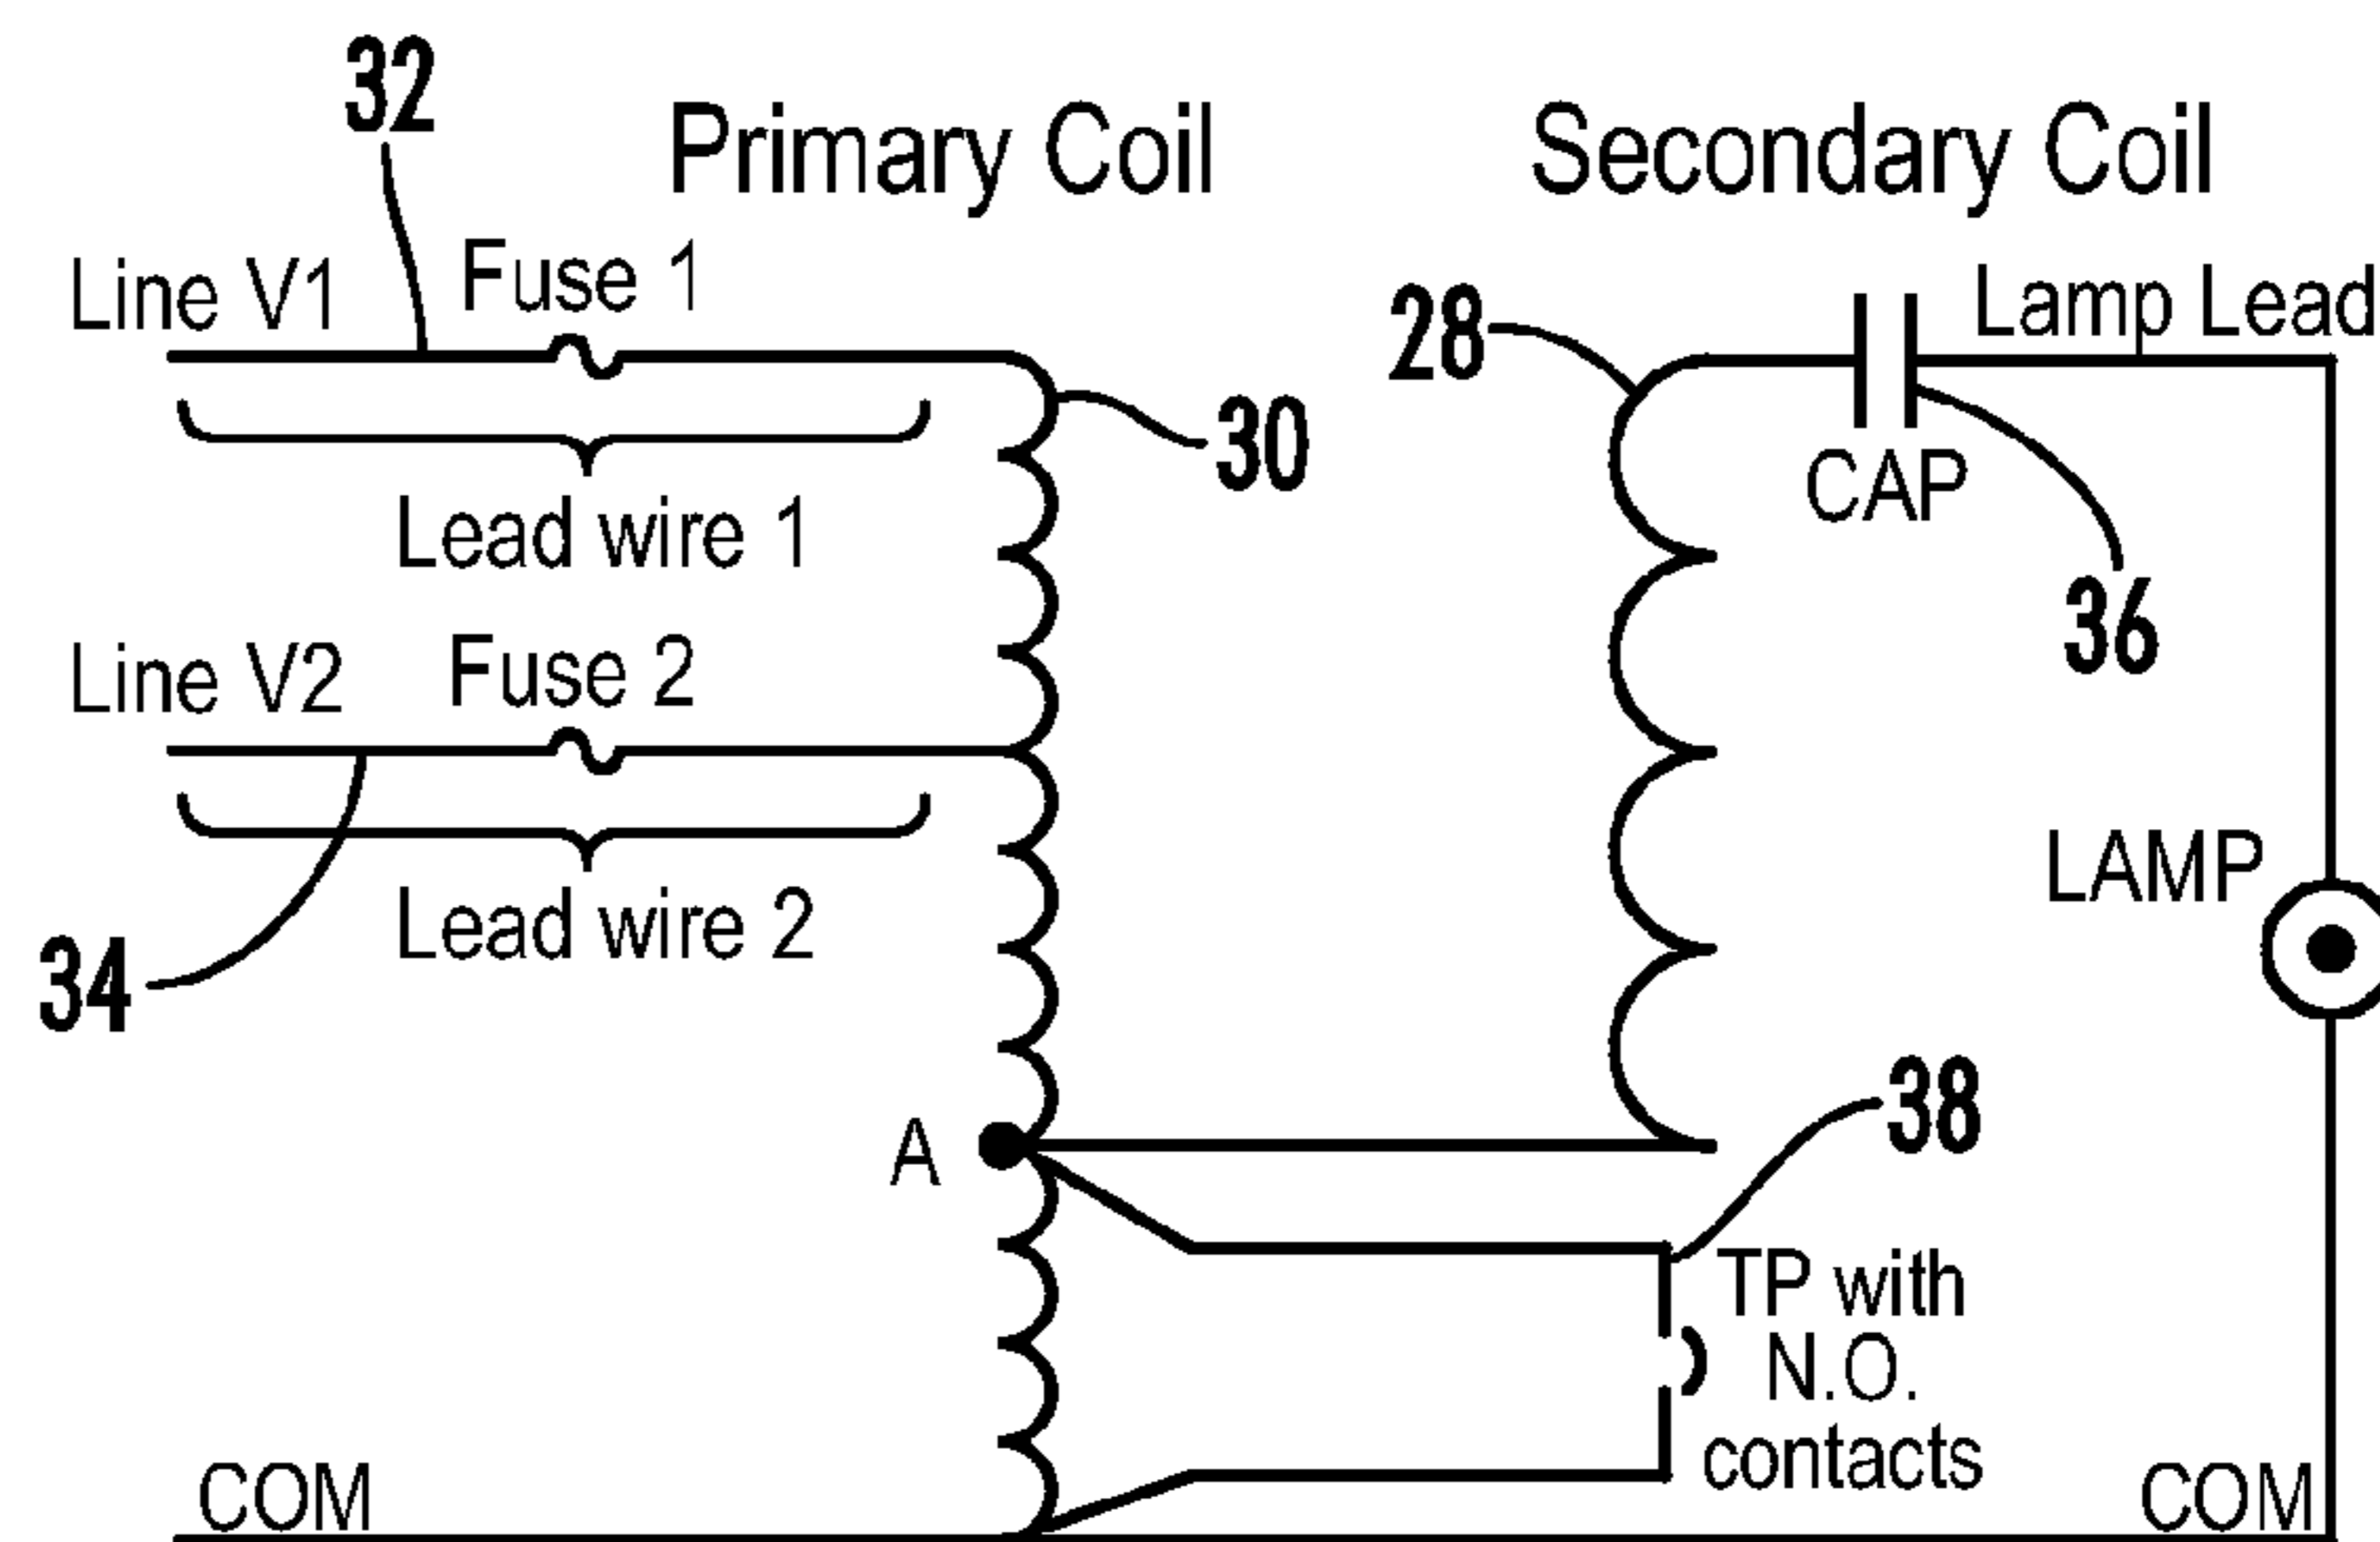 32
Primary Coil
Secondary Coil
Line V1
Fuse 1
Lamp Lead
28
30
CAP
Lead wire 1
36
Line V2
Fuse 2
LAMP
Lead wire 2
34
38
A
TP with
N.O.
contacts
COM
COM